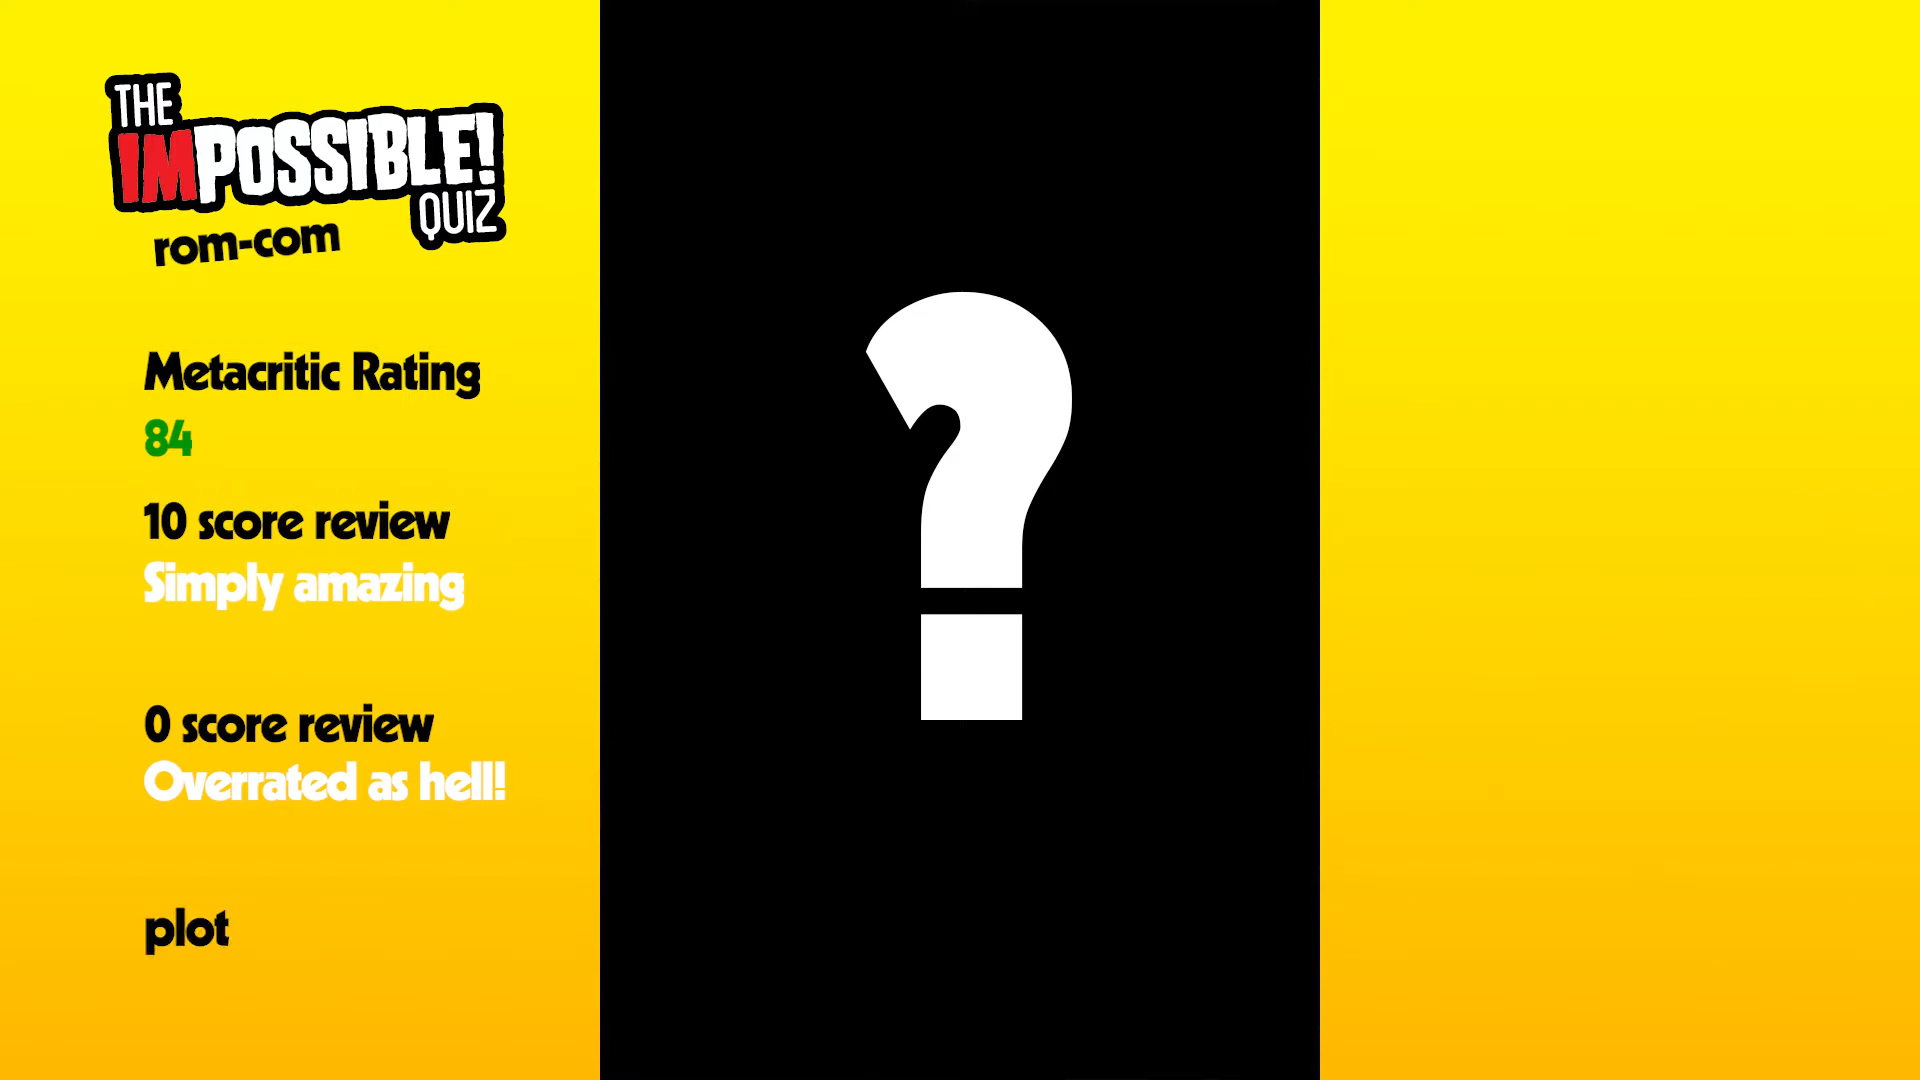 THE
IMPOSSIBLE!
QUIZ
rom-com
Metacritic Rating
84
10 score review
Simply amazing
0 score review
Overrated as hell!
plot
?